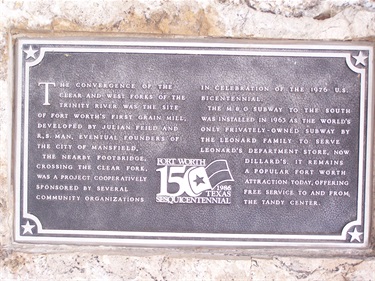 THE CONVERGENCE OF THE
CLEAR AND WEST FORKS OF THE
TRINITY RIVER WAS THE SITE
OF FORT WORTH'S FIRST GRAIN MILL,
DEVELOPED BY JULIAN FEILD AND
R.S. MAN, EVENTUAL FOUNDERS OF
THE CITY OF MANSFIELD.
THE NEARBY FOOTBRIDGE,
CROSSING THE CLEAR FORK,
WAS A PROJECT COOPERATIVELY
SPONSORED BY SEVERAL
COMMUNITY ORGANIZATIONS
IN CELEBRATION OF THE 1976 U.S.
BICENTENNIAL.
THE M & O SUBWAY TO THE SOUTH
WAS INSTALLED IN 1963 AS THE WORLD'S
ONLY PRIVATELY-OWNED SUBWAY BY
THE LEONARD FAMILY TO SERVE
LEONARD'S DEPARTMENT STORE, NOW
DILLARD'S. IT REMAINS
A POPULAR FORT WORTH
ATTRACTION TODAY, OFFERING
FREE SERVICE TO AND FROM
THE TANDY CENTER.
FORT WORTH
150
1986
TEXAS
SESQUICENTENNIAL